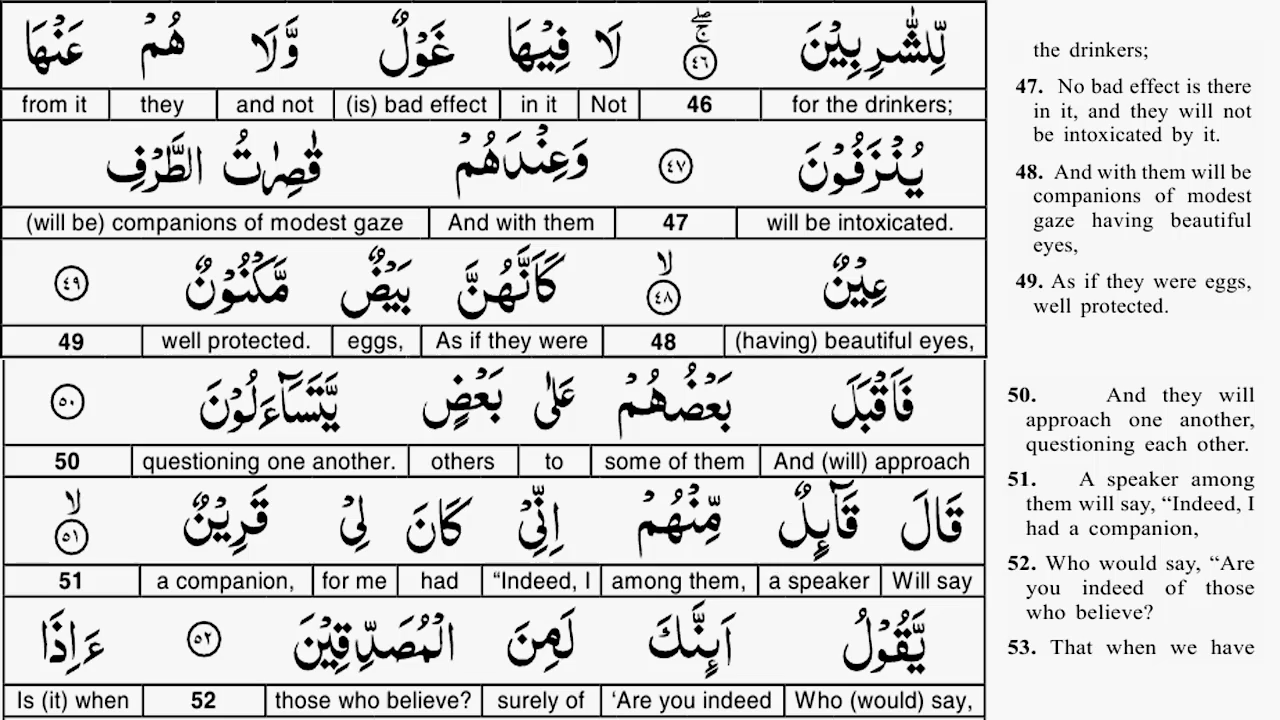 لِّلشّٰرِبِيْنَ ۚۖ ﴿٤٦﴾ لَا فِيْهَا غَوْلٌ وَّلَا هُمْ عَنْهَا
for the drinkers; 46 Not in it (is) bad effect and not they from it
يُنْزَفُوْنَ ﴿٤٧﴾ وَعِنْدَهُمْ قٰصِرٰتُ الطَّرْفِ
will be intoxicated. 47 And with them (will be) companions of modest gaze
عِيْنٌ ﴿٤٨﴾ۙ كَاَنَّهُنَّ بَيْضٌ مَّكْنُوْنٌ ﴿٤٩﴾
(having) beautiful eyes, 48 As if they were eggs, well protected. 49
فَاَقْبَلَ بَعْضُهُمْ عَلٰى بَعْضٍ يَّتَسَآءَلُوْنَ ﴿٥٠﴾
And (will) approach some of them to others questioning one another. 50
قَالَ قَآئِلٌ مِّنْهُمْ اِنِّيْ كَانَ لِيْ قَرِيْنٌ ﴿٥١﴾ۙ
Will say a speaker among them, “Indeed, I had for me a companion, 51
يَّقُوْلُ اَئِنَّكَ لَمِنَ الْمُصَدِّقِيْنَ ﴿٥٢﴾ ءَاِذَا
Who (would) say, ‘Are you indeed surely of those who believe? 52 Is (it) when
the drinkers;
47. No bad effect is there
in it, and they will not
be intoxicated by it.
48. And with them will be
companions of modest
gaze having beautiful
eyes,
49. As if they were eggs,
well protected.
50. And they will
approach one another,
questioning each other.
51. A speaker among
them will say, “Indeed, I
had a companion,
52. Who would say, “Are
you indeed of those
who believe?
53. That when we have